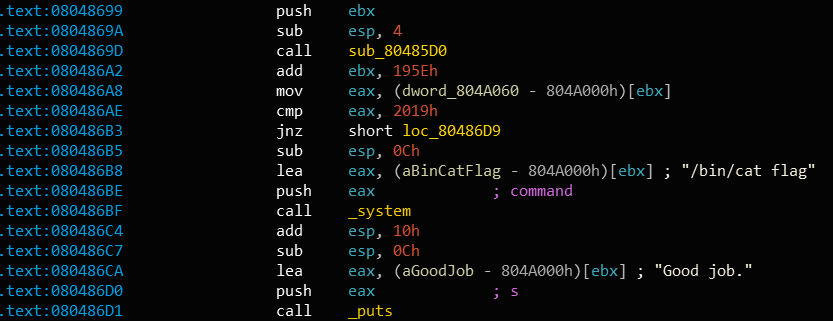 .text:08048699 push ebx
.text:0804869A sub esp, 4
.text:0804869D call sub_80485D0
.text:080486A2 add ebx, 195Eh
.text:080486A8 mov eax, (dword_804A060 - 804A000h)[ebx]
.text:080486AE cmp eax, 2019h
.text:080486B3 jnz short loc_80486D9
.text:080486B5 sub esp, 0Ch
.text:080486B8 lea eax, (aBinCatFlag - 804A000h)[ebx] ; "/bin/cat flag"
.text:080486BE push eax ; command
.text:080486BF call _system
.text:080486C4 add esp, 10h
.text:080486C7 sub esp, 0Ch
.text:080486CA lea eax, (aGoodJob - 804A000h)[ebx] ; "Good job."
.text:080486D0 push eax ; s
.text:080486D1 call _puts